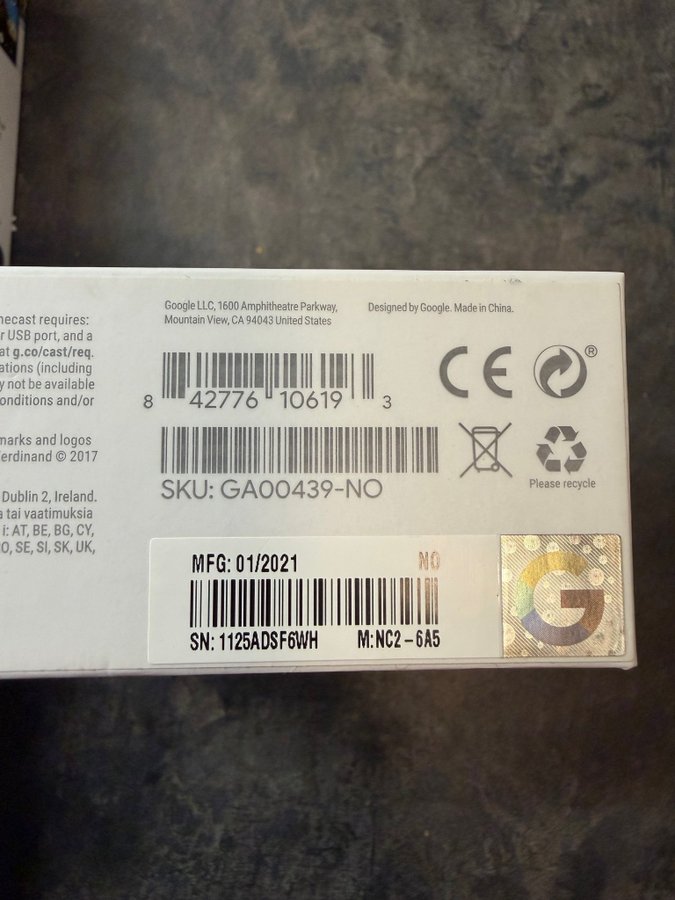 necast requires:
r USB port, and a
at g.co/cast/req.
ations (including
y not be available
onditions and/or
marks and logos
erdinand © 2017
Dublin 2, Ireland.
a tai vaatimuksia
i: AT, BE, BG, CY,
O, SE, SI, SK, UK,
Google LLC, 1600 Amphitheatre Parkway,
Mountain View, CA 94043 United States
Designed by Google. Made in China.
8 42776 10619 3
SKU: GA00439-NO
CE
®
Please recycle
MFG: 01/2021
NO
SN: 1125ADSF6WH
M:NC2-6A5
G